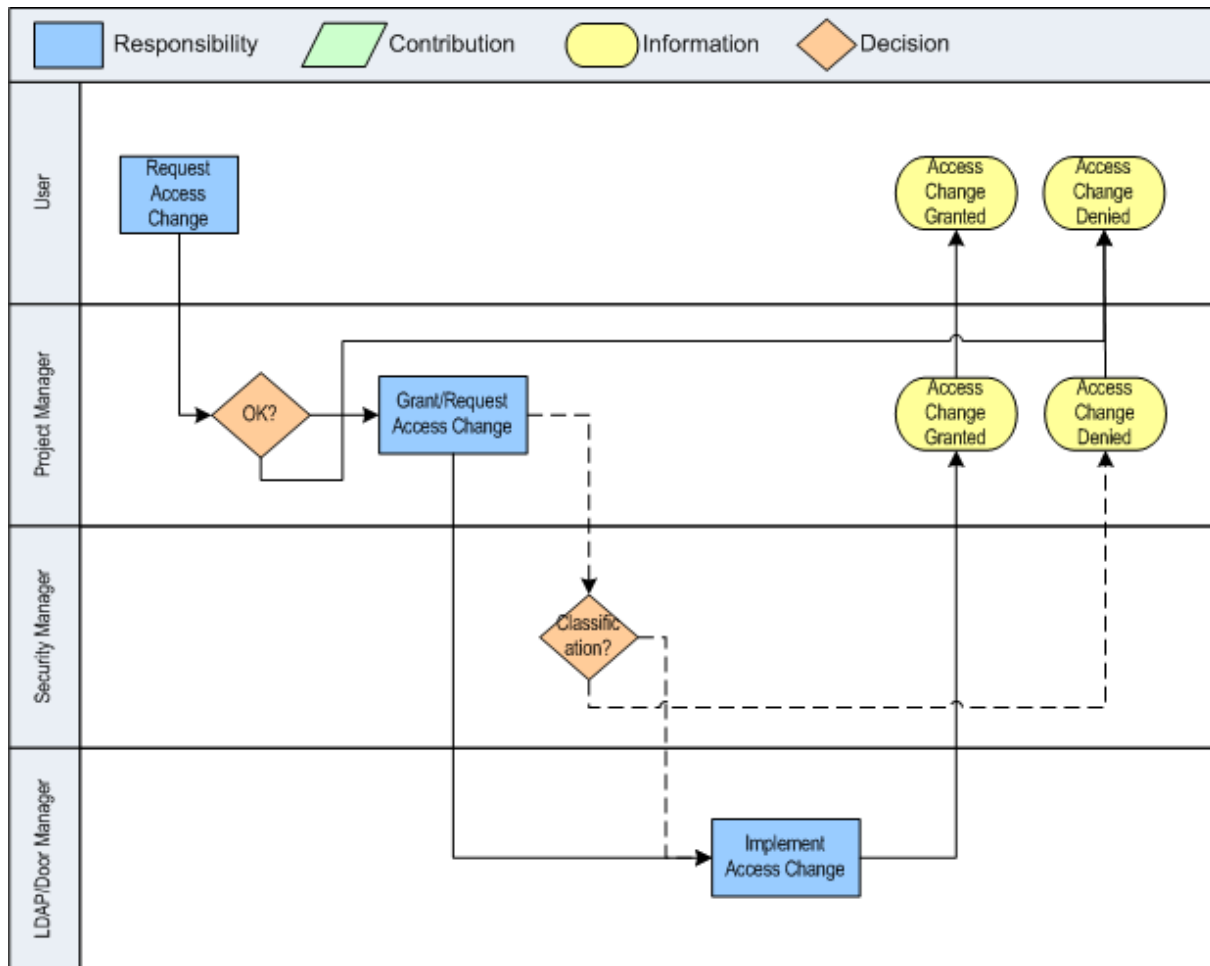 Responsibility
Contribution
Information
Decision
User
Request
Access
Change
Access
Change
Granted
Access
Change
Denied
Project Manager
OK?
Grant/Request
Access Change
Access
Change
Granted
Access
Change
Denied
Security Manager
Classific
ation?
LDAP/Door Manager
Implement
Access Change